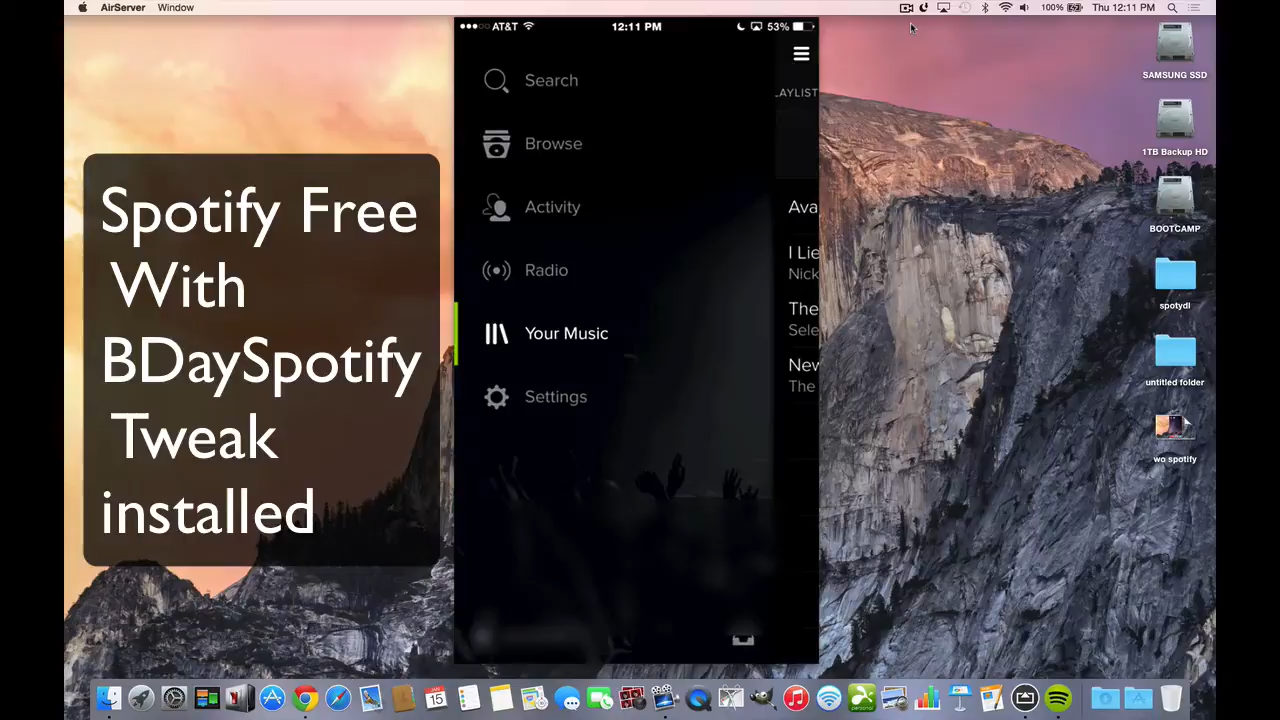 AirServer Window
100% Thu 12:11 PM
AT&T 12:11 PM 53%
Search
Browse
Activity
Radio
Your Music
Settings
AYLIST
Ava
I Lie
Nick
The
Sele
New
The
Spotify Free
With
BDaySpotify
Tweak
installed
SAMSUNG SSD
1TB Backup HD
BOOTCAMP
spotydl
untitled folder
wo spotify
15